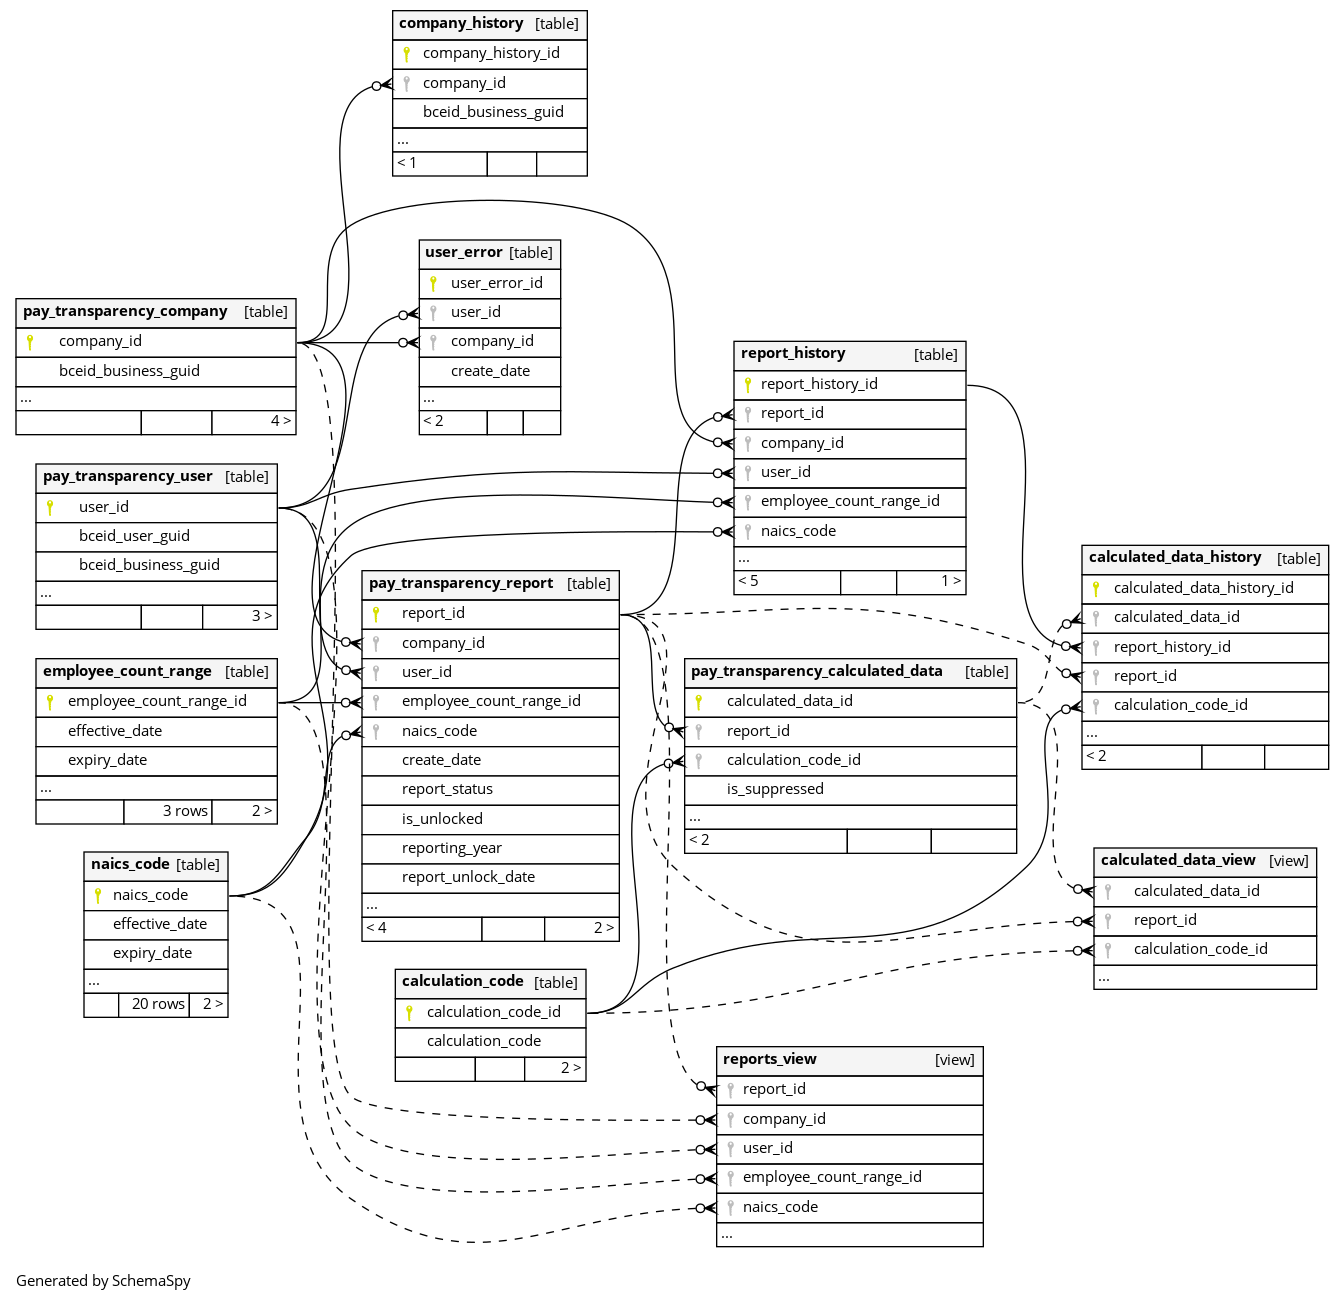 company_history [table]
company_history_id
company_id
bceid_business_guid
...
< 1
user_error [table]
user_error_id
user_id
company_id
create_date
...
< 2
pay_transparency_company [table]
company_id
bceid_business_guid
...
4 >
report_history [table]
report_history_id
report_id
company_id
user_id
employee_count_range_id
naics_code
...
< 5 1 >
pay_transparency_user [table]
user_id
bceid_user_guid
bceid_business_guid
...
3 >
calculated_data_history [table]
calculated_data_history_id
calculated_data_id
report_history_id
report_id
calculation_code_id
...
< 2
pay_transparency_report [table]
report_id
company_id
user_id
employee_count_range_id
naics_code
create_date
report_status
is_unlocked
reporting_year
report_unlock_date
...
< 4 2 >
employee_count_range [table]
employee_count_range_id
effective_date
expiry_date
...
3 rows 2 >
pay_transparency_calculated_data [table]
calculated_data_id
report_id
calculation_code_id
is_suppressed
...
< 2
naics_code [table]
naics_code
effective_date
expiry_date
...
20 rows 2 >
calculated_data_view [view]
calculated_data_id
report_id
calculation_code_id
...
calculation_code [table]
calculation_code_id
calculation_code
2 >
reports_view [view]
report_id
company_id
user_id
employee_count_range_id
naics_code
...
Generated by SchemaSpy